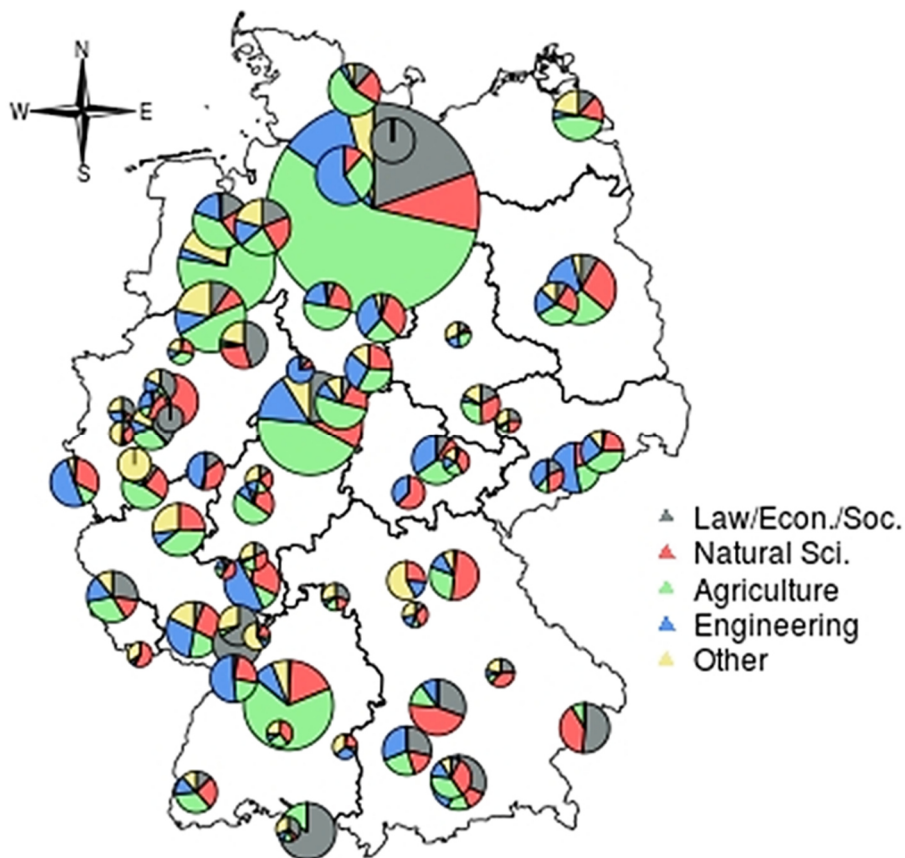 N
W E
S
Law/Econ./Soc.
Natural Sci.
Agriculture
Engineering
Other